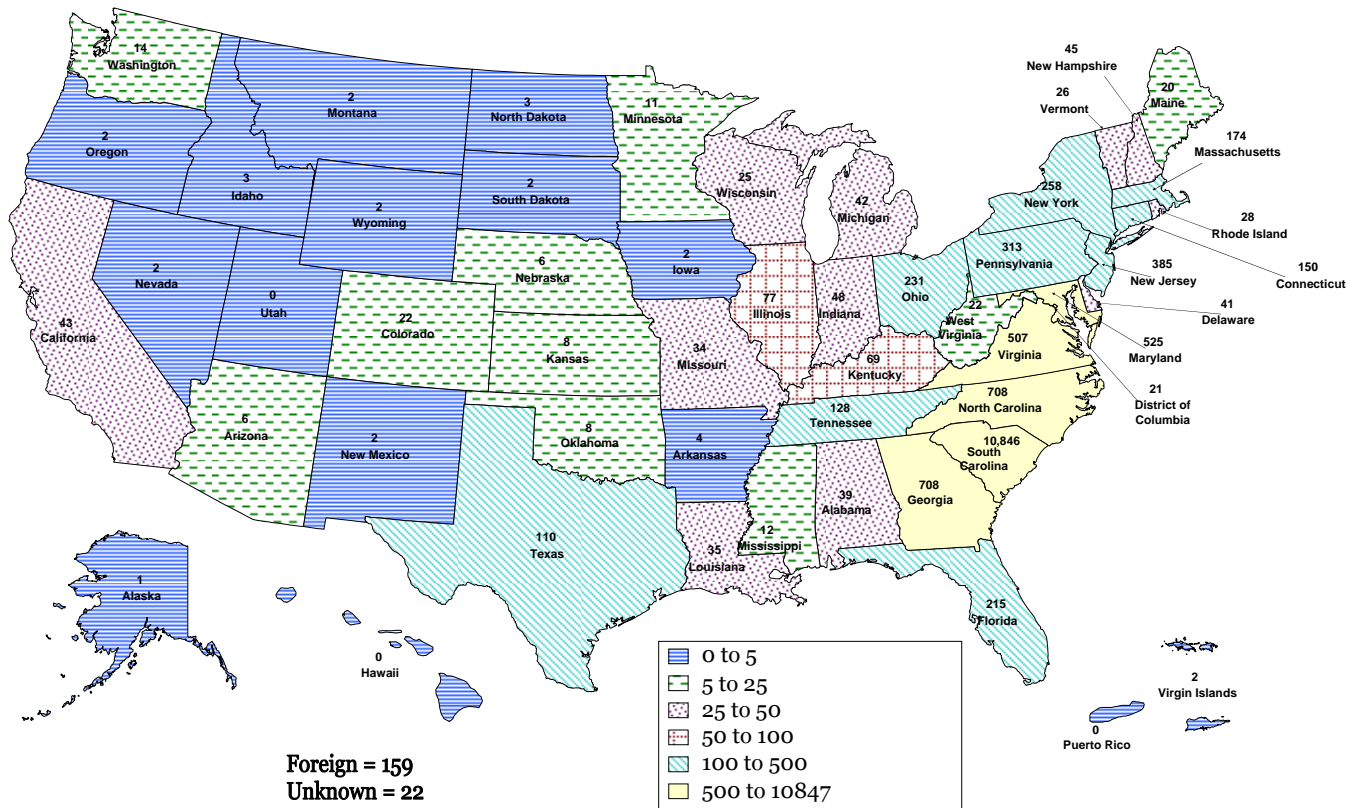 14
Washington
2
Oregon
43
California
2
Nevada
3
Idaho
2
Montana
2
Wyoming
0
Utah
6
Arizona
22
Colorado
2
New Mexico
3
North Dakota
2
South Dakota
6
Nebraska
8
Kansas
8
Oklahoma
110
Texas
11
Minnesota
2
Iowa
34
Missouri
4
Arkansas
35
Louisiana
25
Wisconsin
77
Illinois
42
Michigan
48
Indiana
231
Ohio
69
Kentucky
128
Tennessee
12
Mississippi
39
Alabama
708
Georgia
215
Florida
10,846
South
Carolina
708
North Carolina
507
Virginia
22
West
Virginia
313
Pennsylvania
258
New York
26
Vermont
45
New Hampshire
20
Maine
174
Massachusetts
28
Rhode Island
150
Connecticut
385
New Jersey
41
Delaware
525
Maryland
21
District of
Columbia
1
Alaska
0
Hawaii
2
Virgin Islands
0
Puerto Rico
Foreign = 159
Unknown = 22
0 to 5
5 to 25
25 to 50
50 to 100
100 to 500
500 to 10847